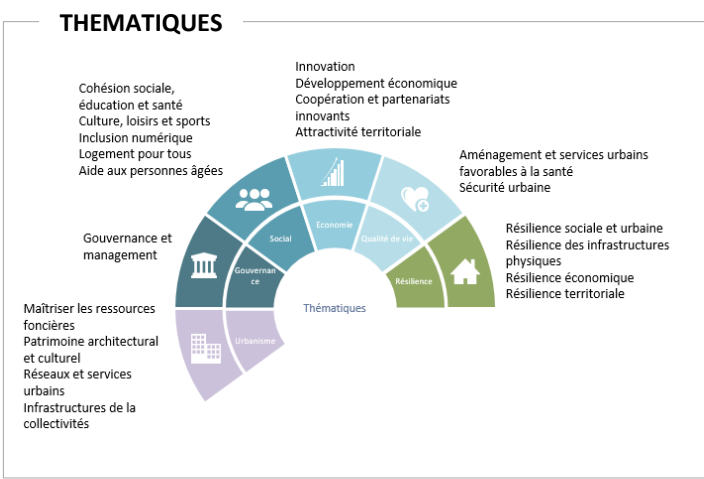 THEMATIQUES
Cohésion sociale,
éducation et santé
Culture, loisirs et sports
Inclusion numérique
Logement pour tous
Aide aux personnes âgées
Innovation
Développement économique
Coopération et partenariats
innovants
Attractivité territoriale
Aménagement et services urbains
favorables à la santé
Sécurité urbaine
Gouvernance et
management
Résilience sociale et urbaine
Résilience des infrastructures
physiques
Résilience économique
Résilience territoriale
Maîtriser les ressources
foncières
Patrimoine architectural
et culturel
Réseaux et services
urbains
Infrastructures de la
collectivités
Urbanisme
Gouvernan
ce
Social
Economie
Qualité de vie
Résilience
Thématiques